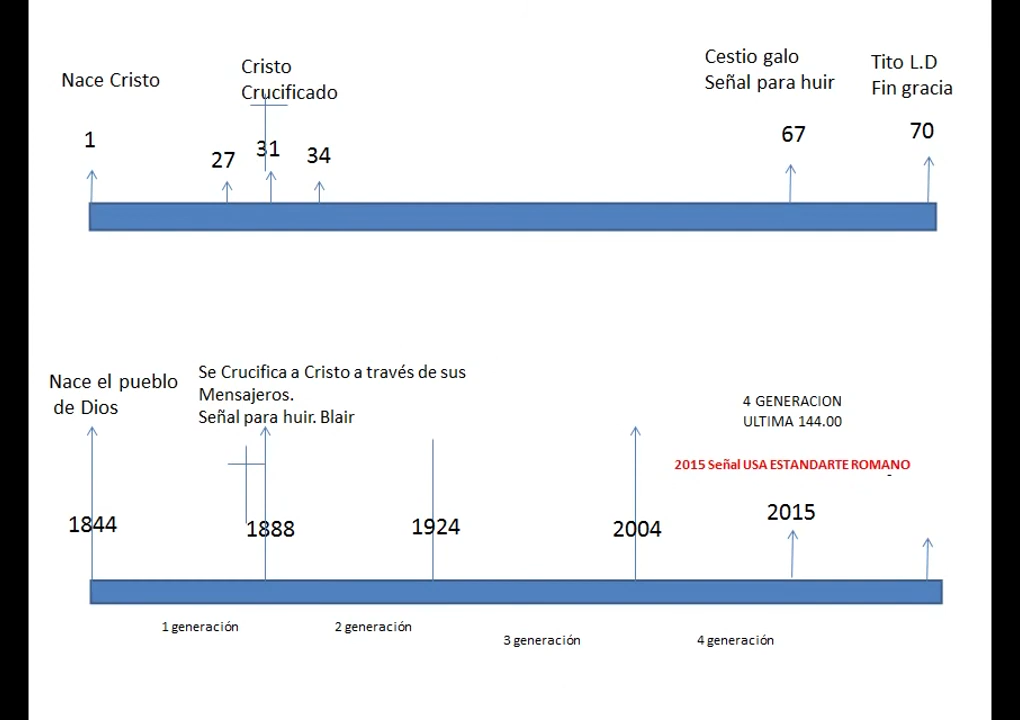 Nace Cristo
Cristo
Crucificado
Cestio galo
Señal para huir
Tito L.D
Fin gracia
1
27
31
34
67
70
Nace el pueblo
de Dios
Se Crucifica a Cristo a través de sus
Mensajeros.
Señal para huir. Blair
4 GENERACION
ULTIMA 144.00
2015 Señal USA ESTANDARTE ROMANO
1844
1888
1924
2004
2015
1 generación
2 generación
3 generación
4 generación